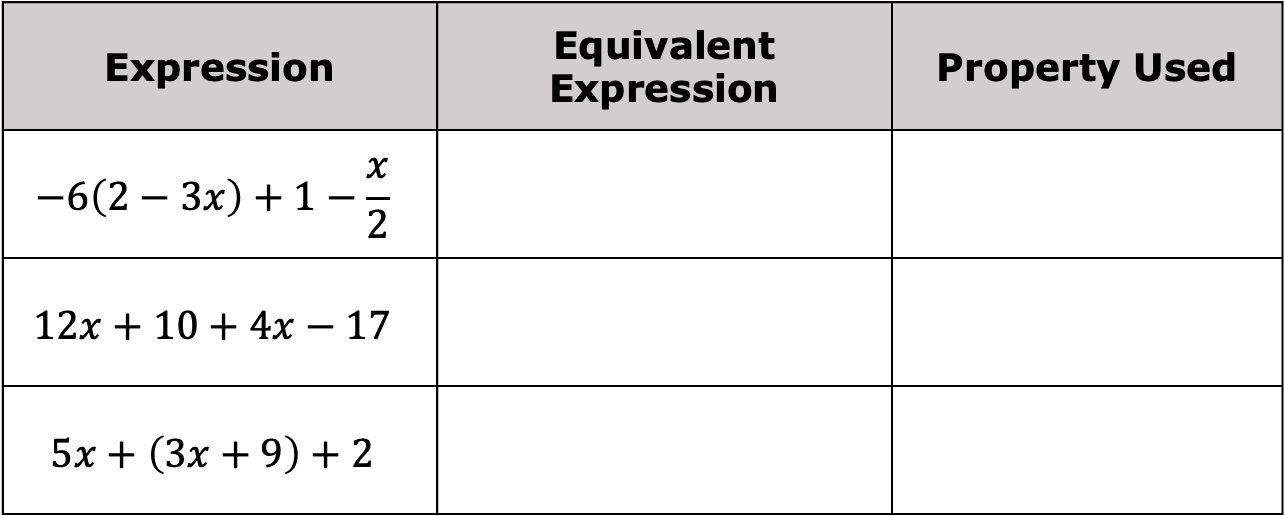 Expression
Equivalent
Expression
Property Used
−6(2 − 3x) + 1 − x/2
12x + 10 + 4x − 17
5x + (3x + 9) + 2